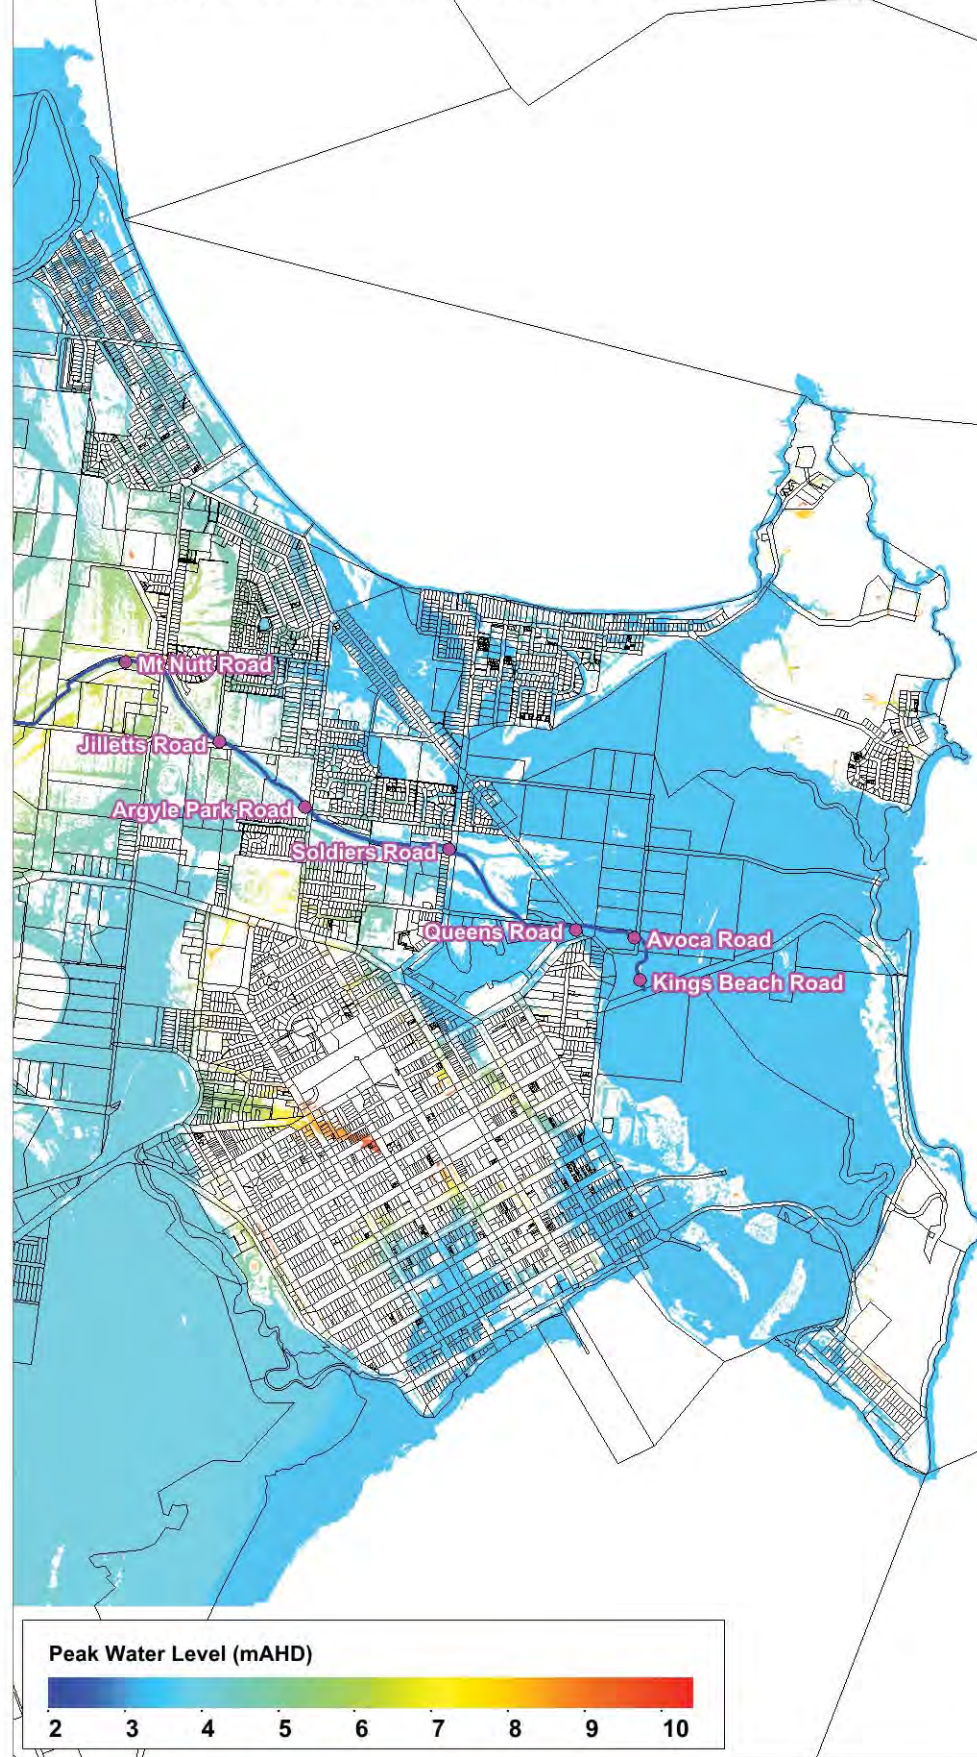 Mt Nutt Road
Jilletts Road
Argyle Park Road
Soldiers Road
Queens Road
Avoca Road
Kings Beach Road
Peak Water Level (mAHD)
2 3 4 5 6 7 8 9 10